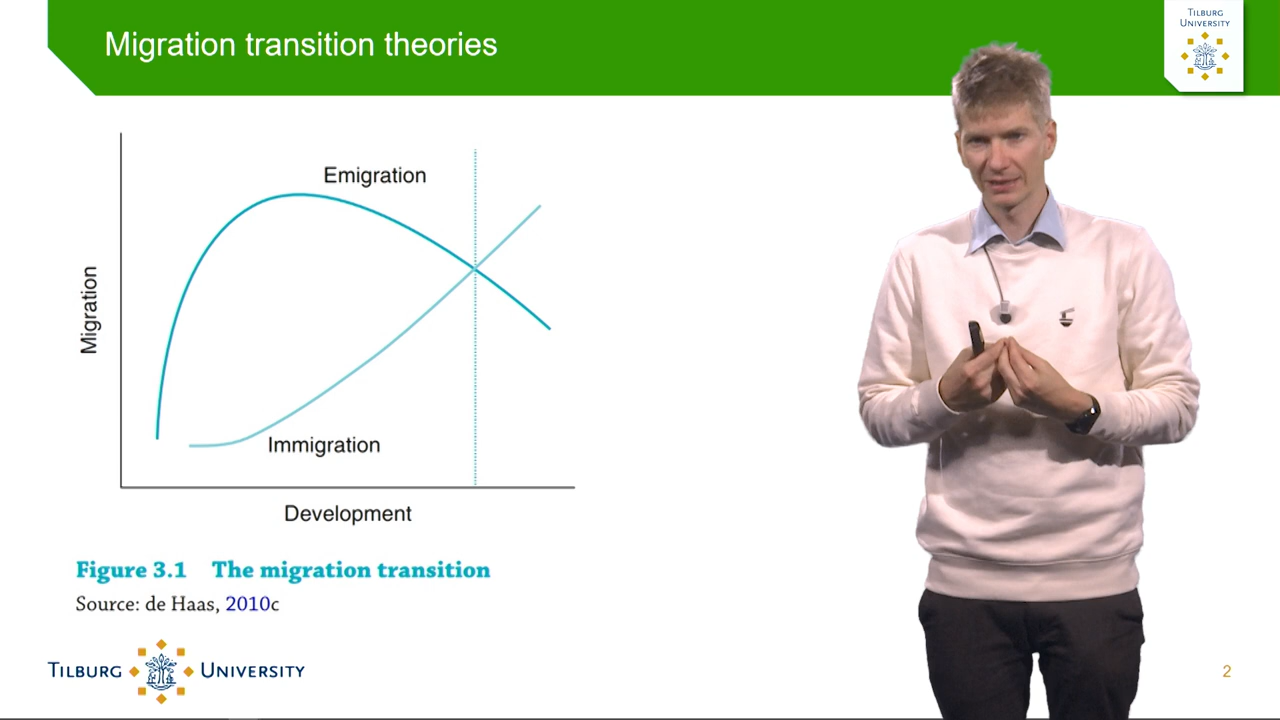 Migration transition theories
TILBURG
UNIVERSITY
Emigration
Migration
Immigration
Development
Figure 3.1 The migration transition
Source: de Haas, 2010c
TILBURG UNIVERSITY
2